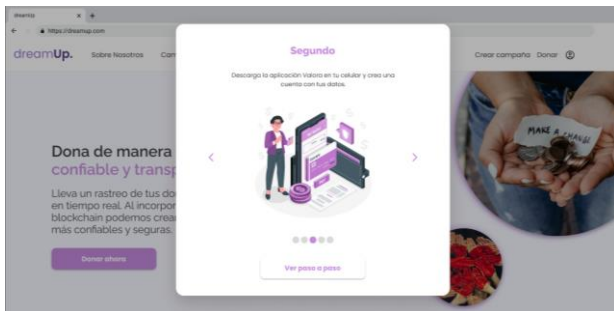 dreamUp
https://dreamup.com
dreamUp.
Sobre Nosotros
Cam
Crear campaña
Donar
Segundo
Descarga la aplicación Valora en tu celular y crea una
cuenta con tus datos.
Ver paso a paso
Dona de manera
confiable y transp
Lleva un rastreo de tus do
en tiempo real. Al incorpor
blockchain podemos crea
más confiables y seguras.
Donar ahora
MAKE A CHANGE